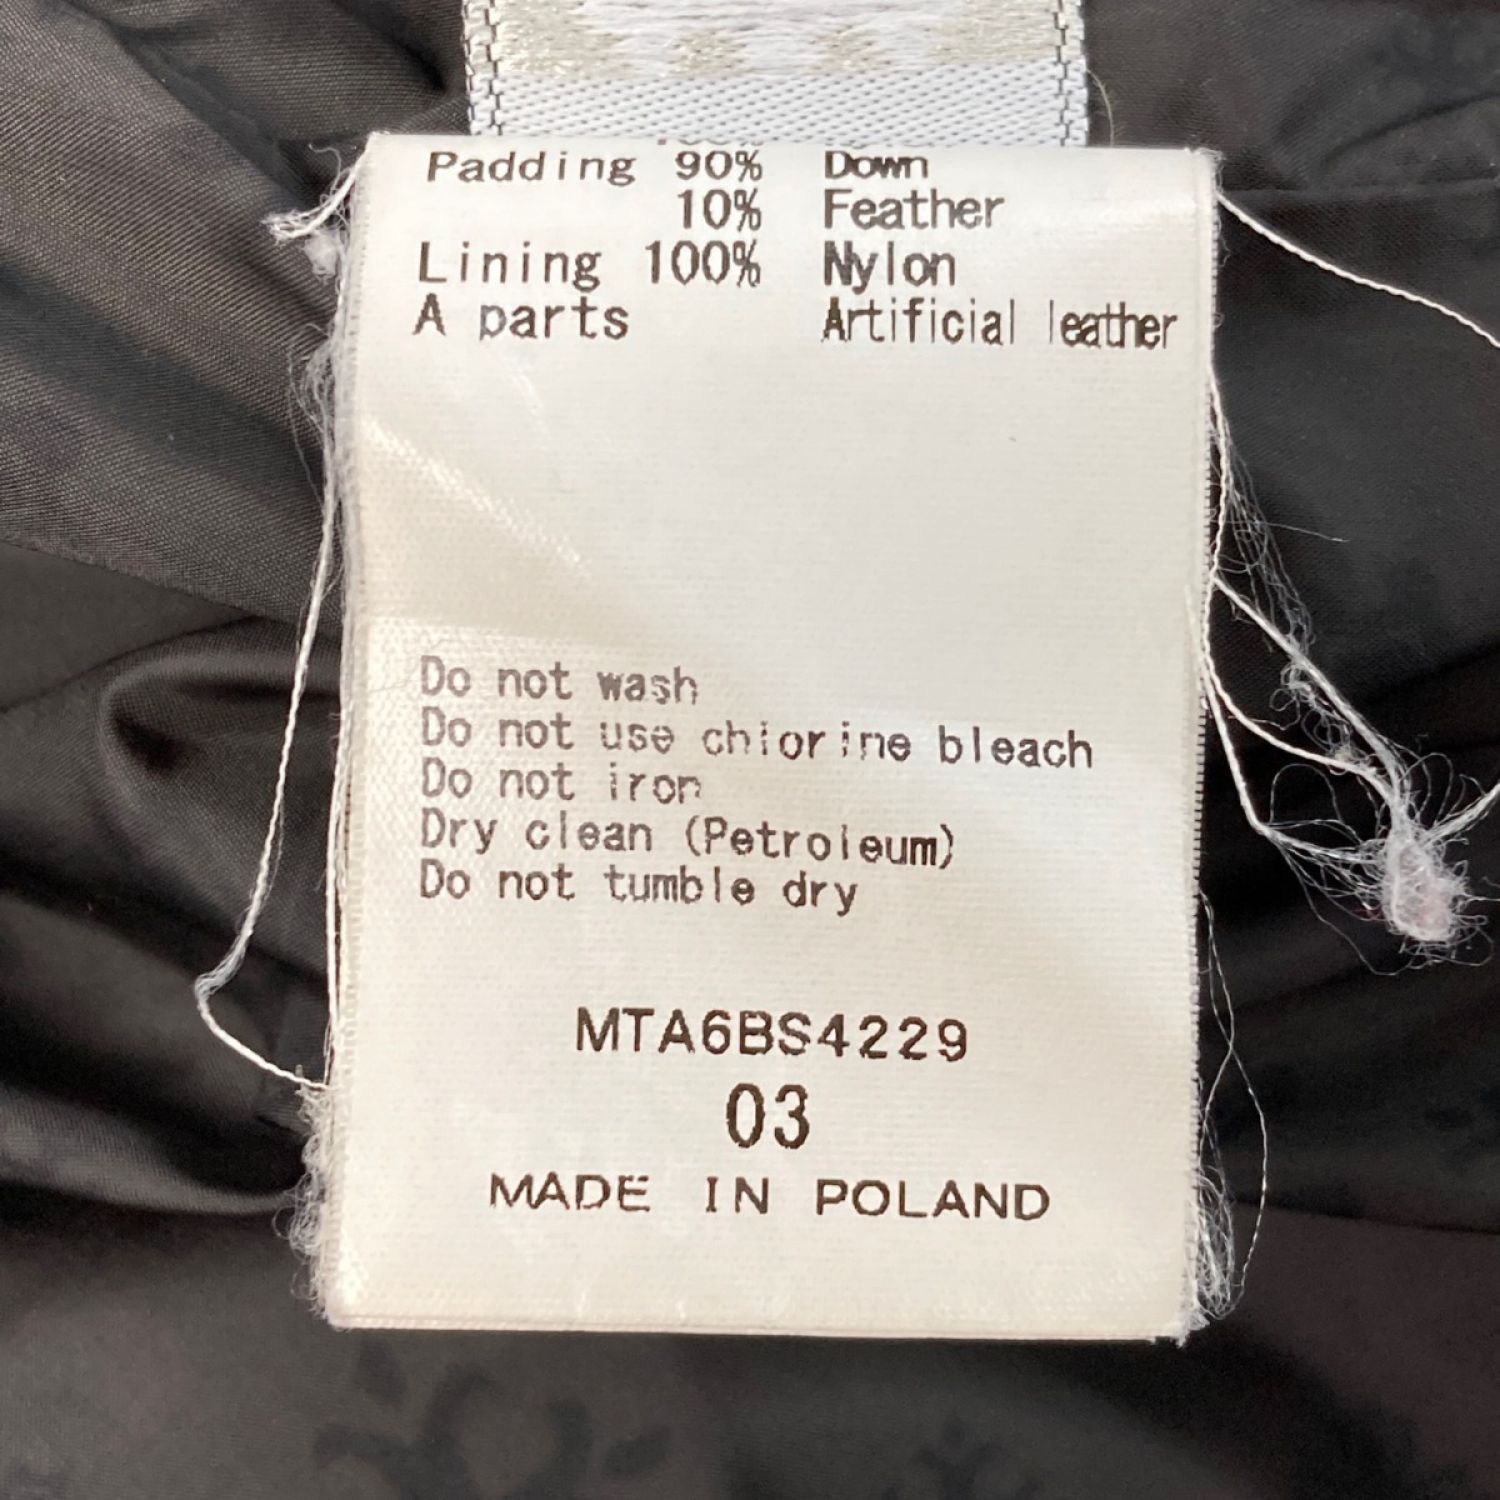 Padding 90% Down
10% Feather
Lining 100% Nylon
A parts Artificial leather
Do not wash
Do not use chlorine bleach
Do not iron
Dry clean (Petroleum)
Do not tumble dry
MTA6BS4229
03
MADE IN POLAND